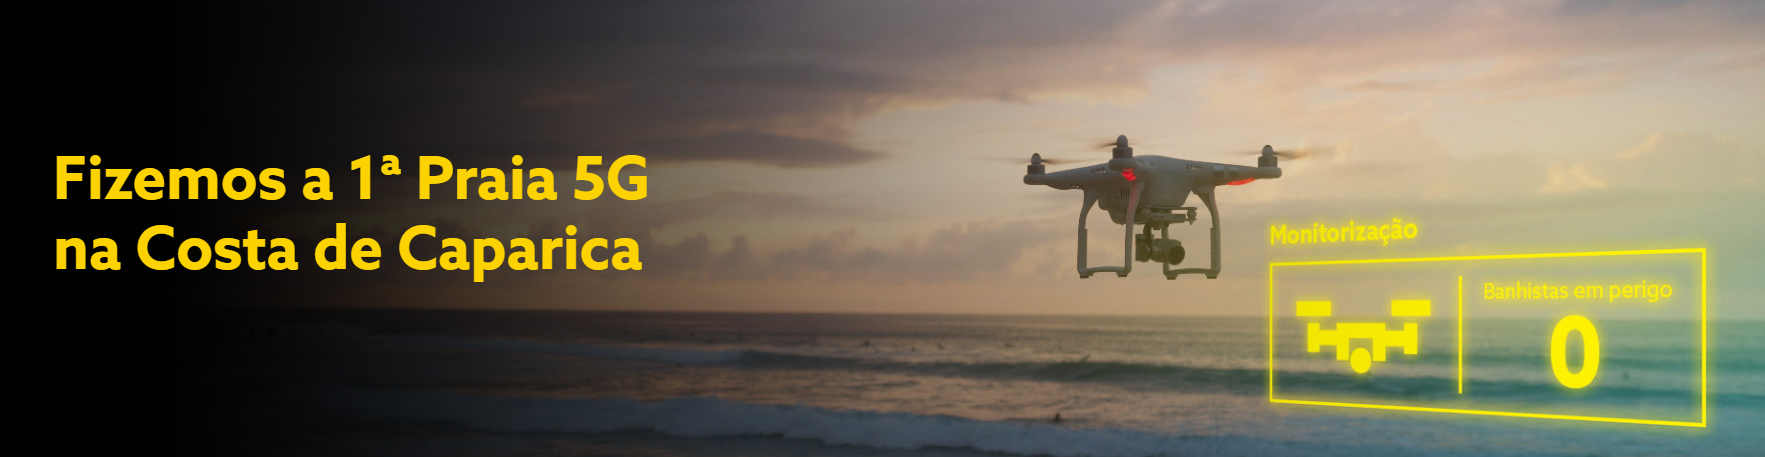 Fizemos a 1ª Praia 5G
na Costa de Caparica
Monitorização
Banhistas em perigo
0